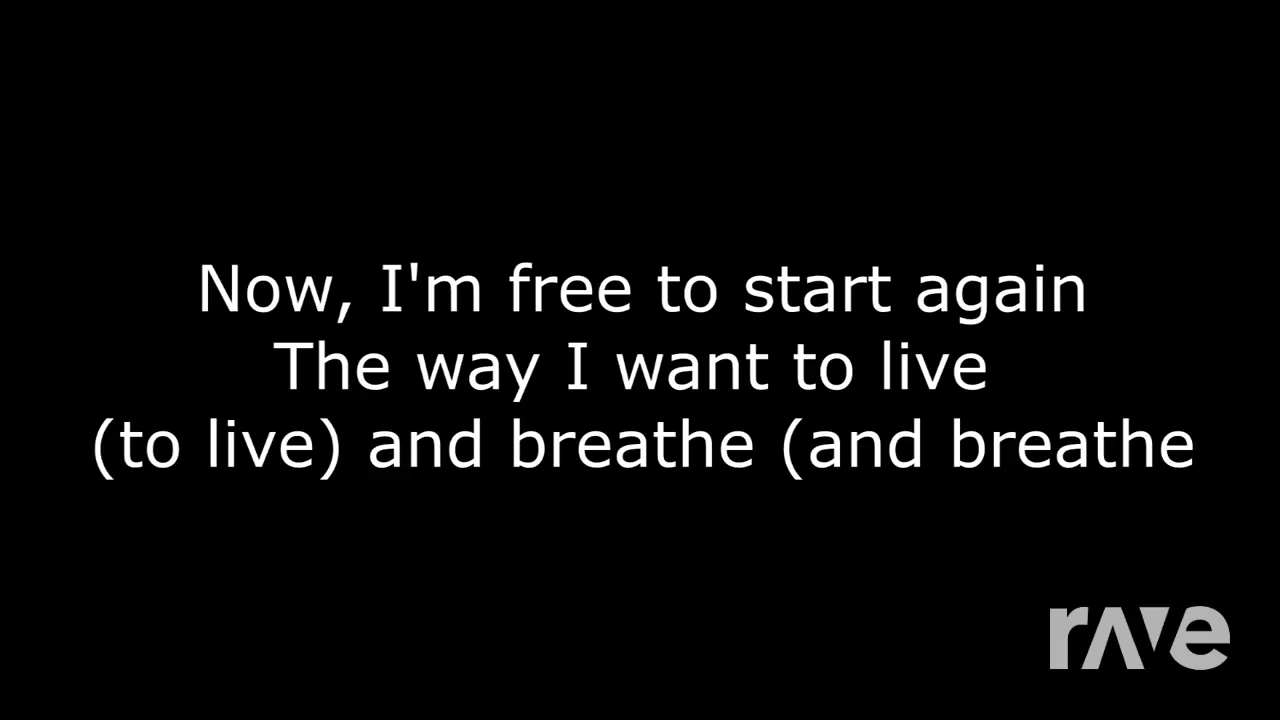 Now, I'm free to start again
The way I want to live
(to live) and breathe (and breathe
rave